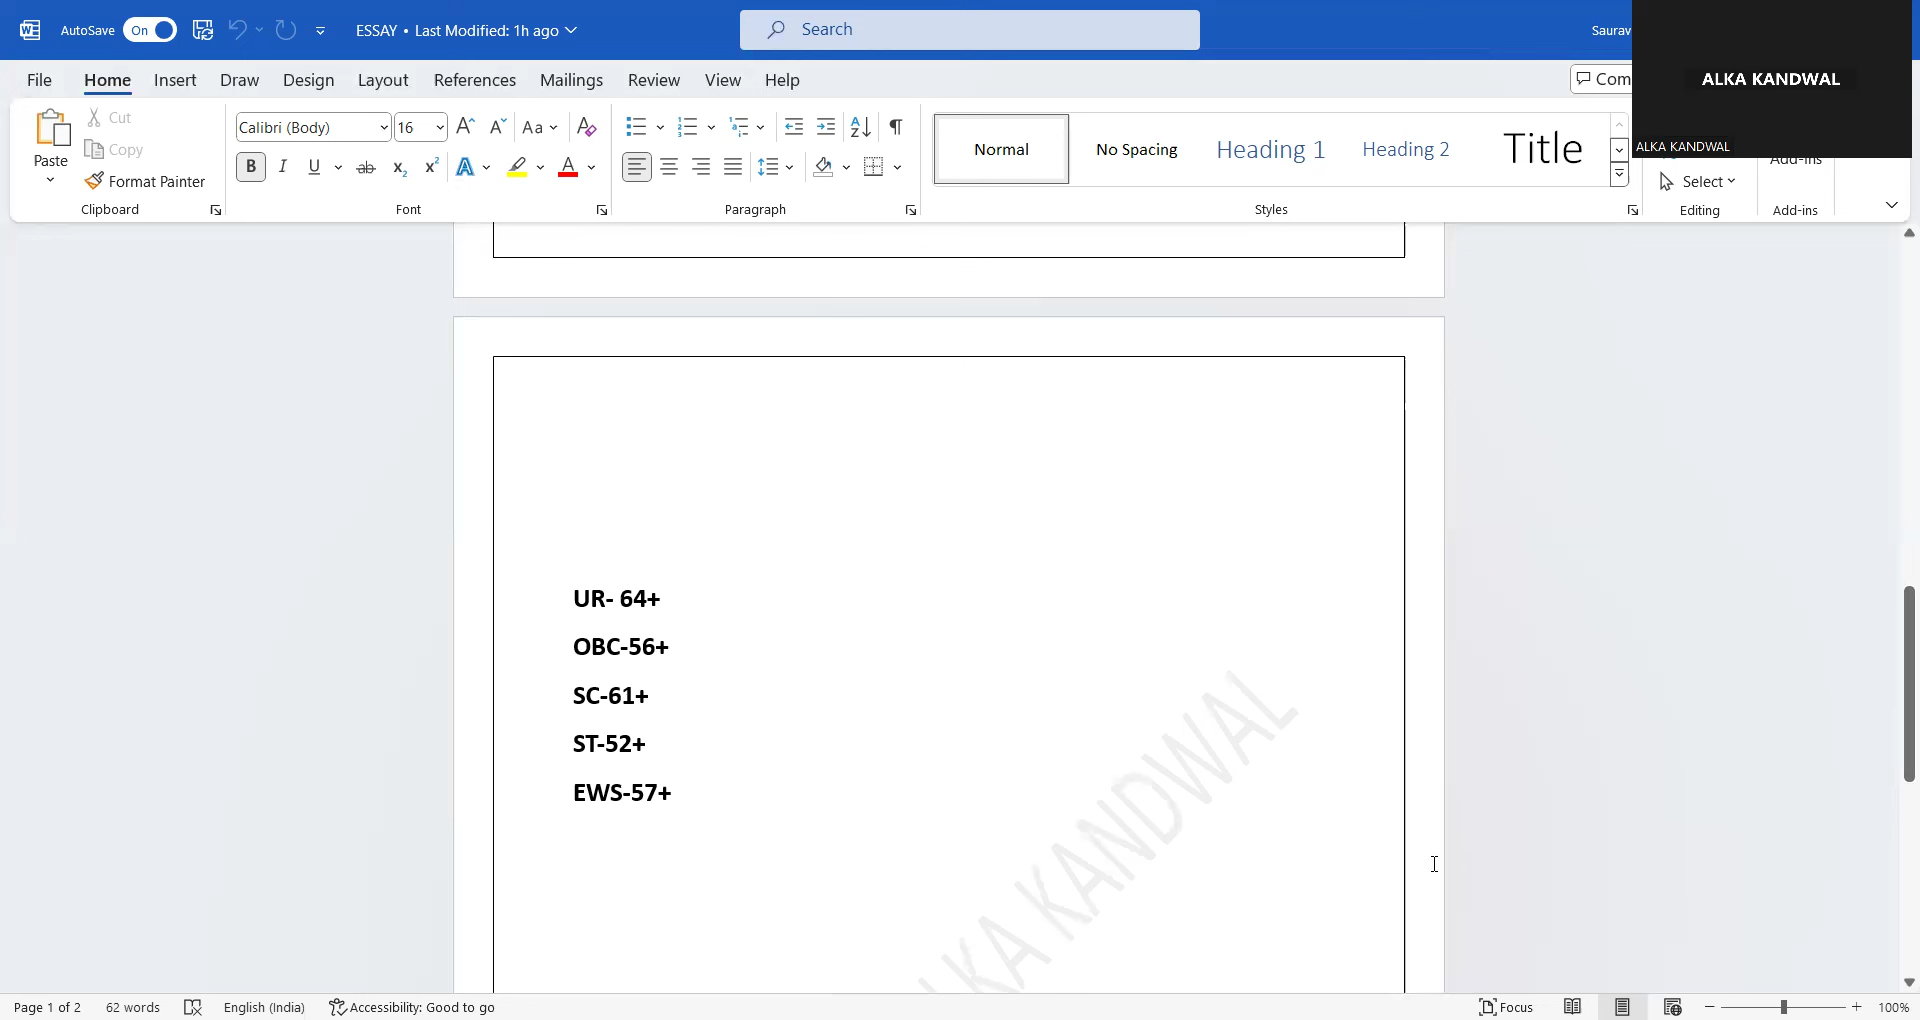 AutoSave On ESSAY • Last Modified: 1h ago Search Saurav
ALKA KANDWAL
File Home Insert Draw Design Layout References Mailings Review View Help Com
ALKA KANDWAL
Paste Cut Copy Format Painter
Calibri (Body) 16
Normal No Spacing Heading 1 Heading 2 Title
Select Add-ins
Clipboard Font Paragraph Styles Editing Add-ins
UR- 64+
OBC-56+
SC-61+
ST-52+
EWS-57+
LKA KANDWAL
Page 1 of 2 62 words English (India) Accessibility: Good to go Focus 100%